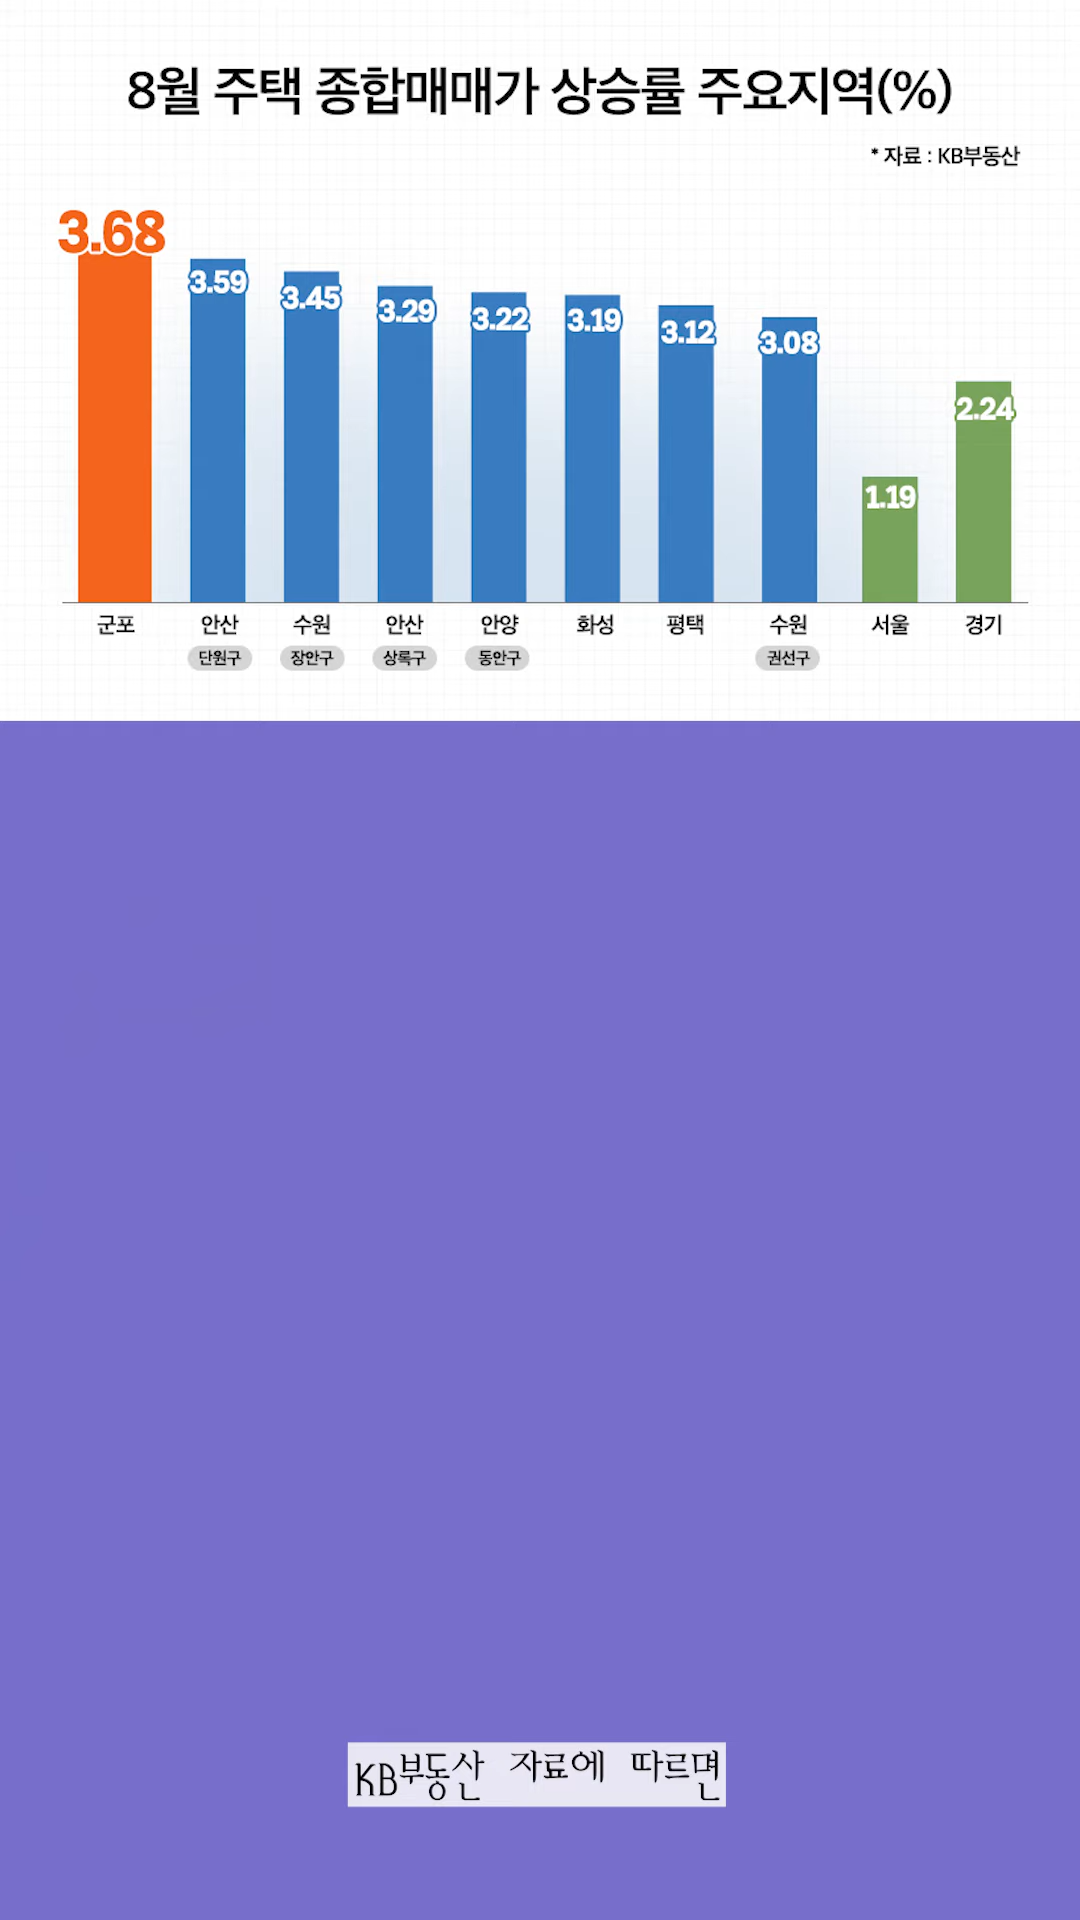 8월 주택 종합매매가 상승률 주요지역(%)
* 자료 : KB부동산
3.68 3.59 3.45 3.29 3.22 3.19 3.12 3.08 1.19 2.24
군포 안산 수원 안산 안양 화성 평택 수원 서울 경기
단원구 장안구 상록구 동안구 권선구
KB부동산 자료에 따르면